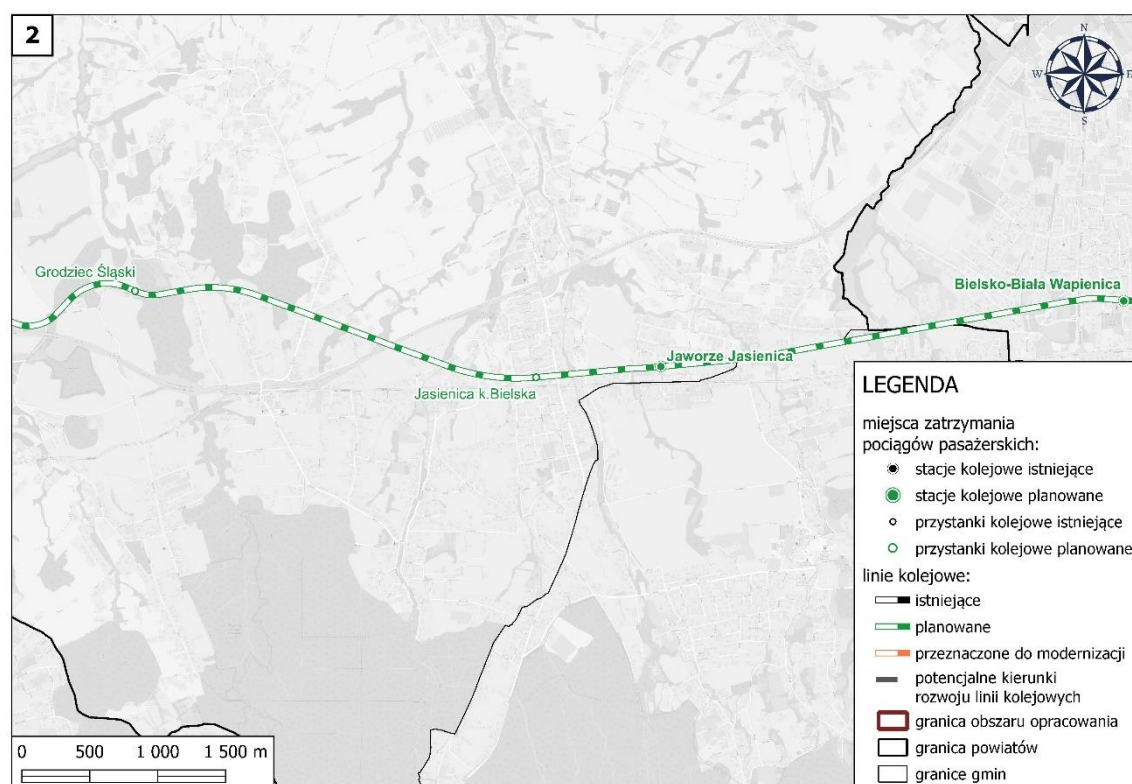 2
N
W
E
S
Grodziec Śląski
Bielsko-Biała Wapienica
Jaworze Jasienica
Jasienica k.Bielska
LEGENDA
miejsca zatrzymania
pociągów pasażerskich:
stacje kolejowe istniejące
stacje kolejowe planowane
przystanki kolejowe istniejące
przystanki kolejowe planowane
linie kolejowe:
istniejące
planowane
przeznaczone do modernizacji
potencjalne kierunki
rozwoju linii kolejowych
granica obszaru opracowania
granica powiatów
granice gmin
0 500 1 000 1 500 m